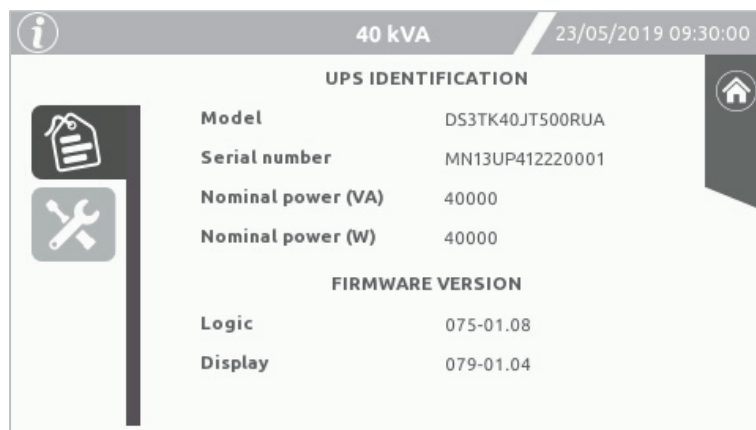 i 40 kVA 23/05/2019 09:30:00
UPS IDENTIFICATION
Model DS3TK40JT500RUA
Serial number MN13UP412220001
Nominal power (VA) 40000
Nominal power (W) 40000
FIRMWARE VERSION
Logic 075-01.08
Display 079-01.04